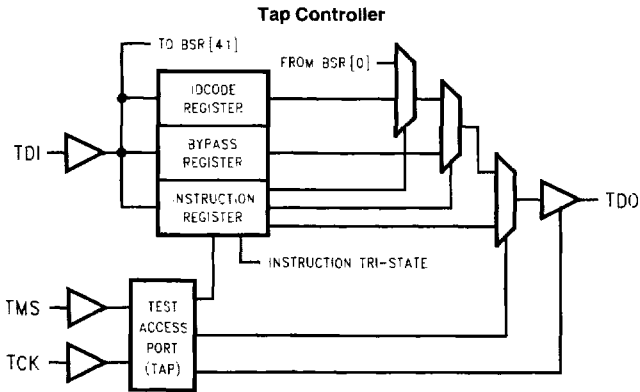 Tap Controller
TO BSR[41]
FROM BSR[0]
IDCODE
REGISTER
TDI
BYPASS
REGISTER
INSTRUCTION
REGISTER
TDO
INSTRUCTION TRI-STATE
TMS
TEST
ACCESS
PORT
(TAP)
TCK